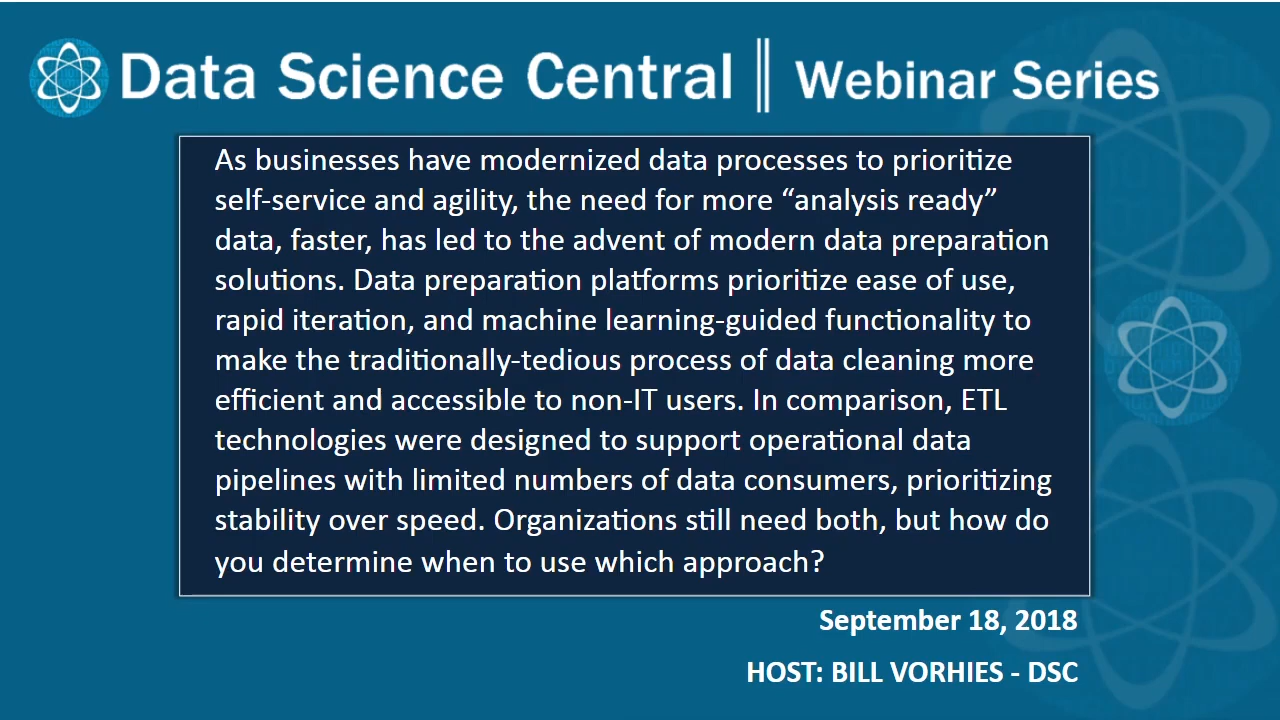 Data Science Central || Webinar Series
As businesses have modernized data processes to prioritize
self-service and agility, the need for more “analysis ready”
data, faster, has led to the advent of modern data preparation
solutions. Data preparation platforms prioritize ease of use,
rapid iteration, and machine learning-guided functionality to
make the traditionally-tedious process of data cleaning more
efficient and accessible to non-IT users. In comparison, ETL
technologies were designed to support operational data
pipelines with limited numbers of data consumers, prioritizing
stability over speed. Organizations still need both, but how do
you determine when to use which approach?
September 18, 2018
HOST: BILL VORHIES - DSC